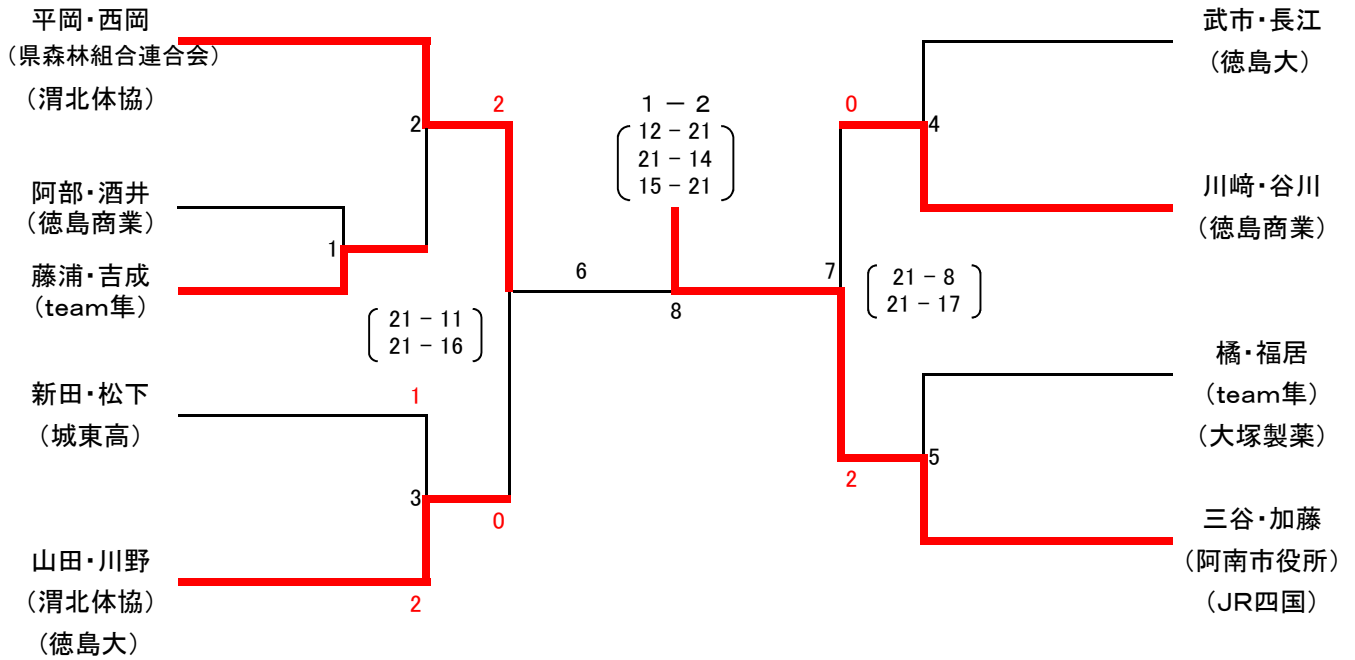 平岡・西岡
（県森林組合連合会）
（渭北体協）
阿部・酒井
（徳島商業）
藤浦・吉成
（team隼）
新田・松下
（城東高）
山田・川野
（渭北体協）
（徳島大）
2
2
1
21 － 11
21 － 16
1
3
0
2
6
1 － 2
12 － 21
21 － 14
15 － 21
8
7
0
4
21 － 8
21 － 17
5
2
武市・長江
（徳島大）
川﨑・谷川
（徳島商業）
橘・福居
（team隼）
（大塚製薬）
三谷・加藤
（阿南市役所）
（JR四国）